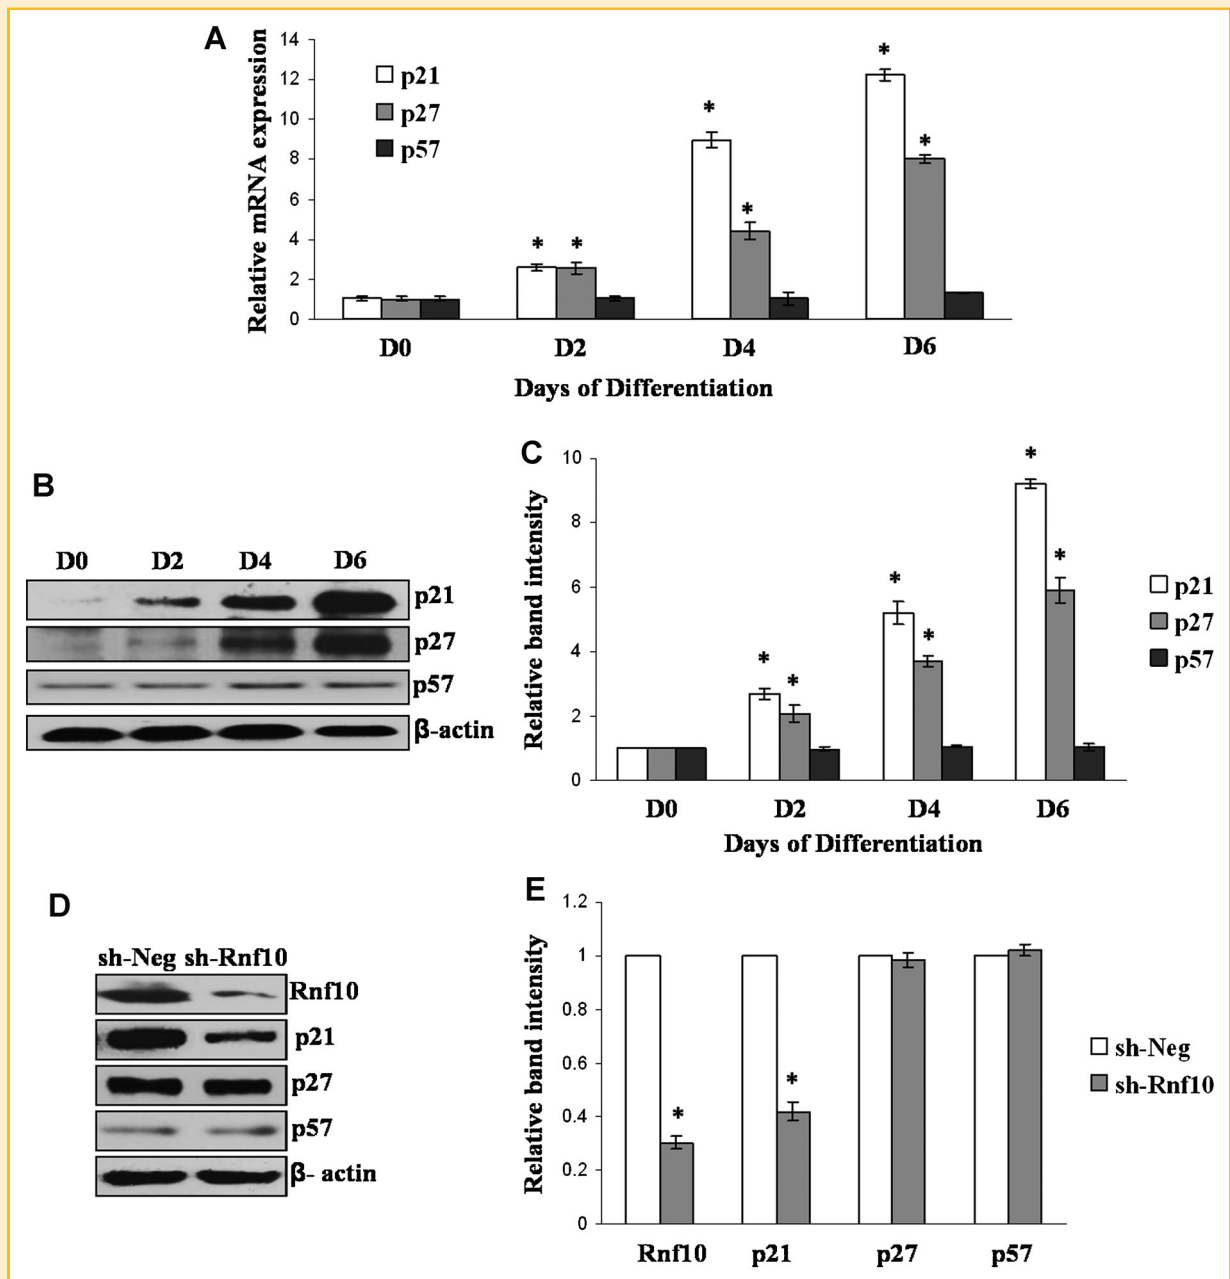 A
Relative mRNA expression
14
12
10
8
6
4
2
0
p21
p27
p57
*
*
*
*
*
*
D0
D2
D4
D6
Days of Differentiation
B
D0 D2 D4 D6
p21
p27
p57
β-actin
C
Relative band intensity
10
8
6
4
2
0
*
*
*
*
*
*
p21
p27
p57
D0
D2
D4
D6
Days of Differentiation
D
sh-Neg sh-Rnf10
Rnf10
p21
p27
p57
β- actin
E
Relative band intensity
1.2
1
0.8
0.6
0.4
0.2
0
*
*
sh-Neg
sh-Rnf10
Rnf10
p21
p27
p57